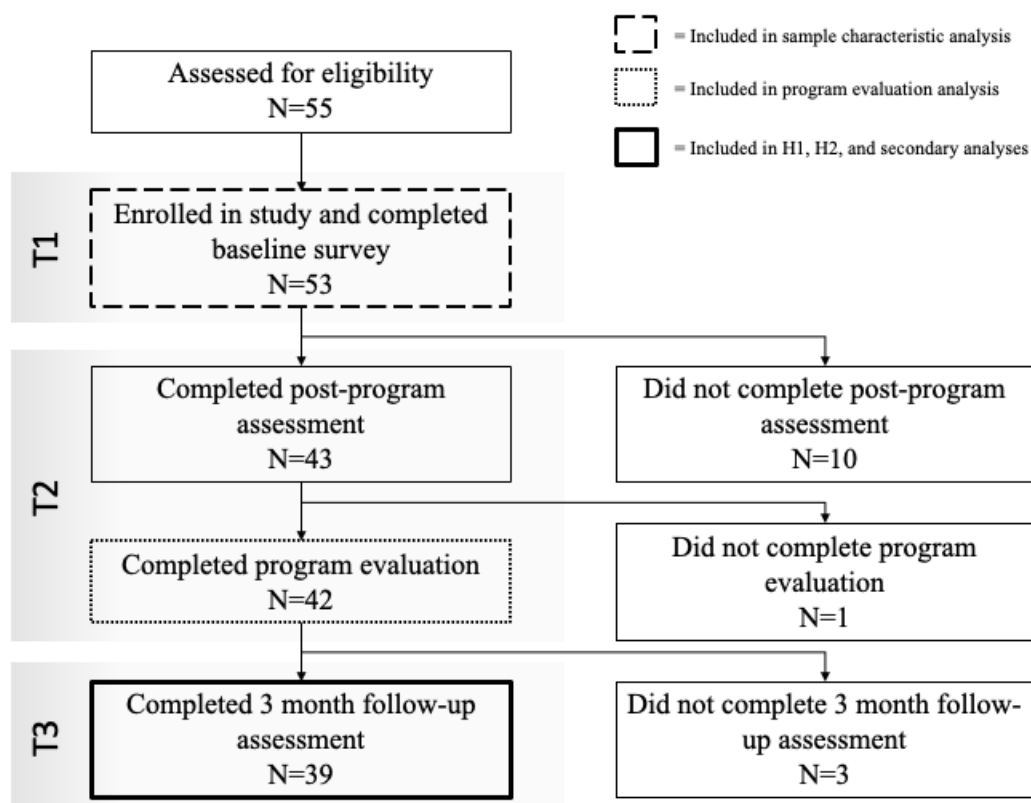 = Included in sample characteristic analysis
Assessed for eligibility
N=55
= Included in program evaluation analysis
= Included in H1, H2, and secondary analyses
T1
Enrolled in study and completed
baseline survey
N=53
T2
Completed post-program
assessment
N=43
Did not complete post-program
assessment
N=10
Completed program evaluation
N=42
Did not complete program
evaluation
N=1
T3
Completed 3 month follow-up
assessment
N=39
Did not complete 3 month follow-
up assessment
N=3